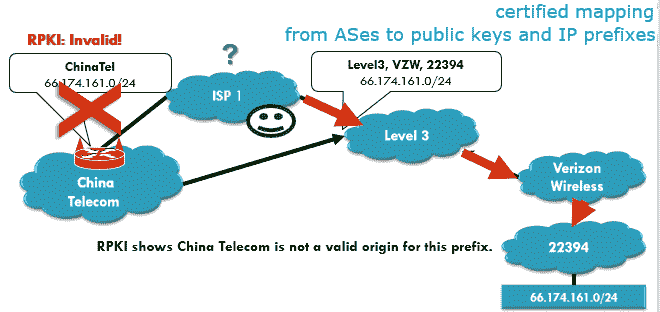 certified mapping
from ASes to public keys and IP prefixes
RPKI: Invalid!
ChinaTel
66.174.161.0/24
?
ISP 1
Level3, VZW, 22394
66.174.161.0/24
Level 3
China
Telecom
Verizon
Wireless
RPKI shows China Telecom is not a valid origin for this prefix.
22394
66.174.161.0/24